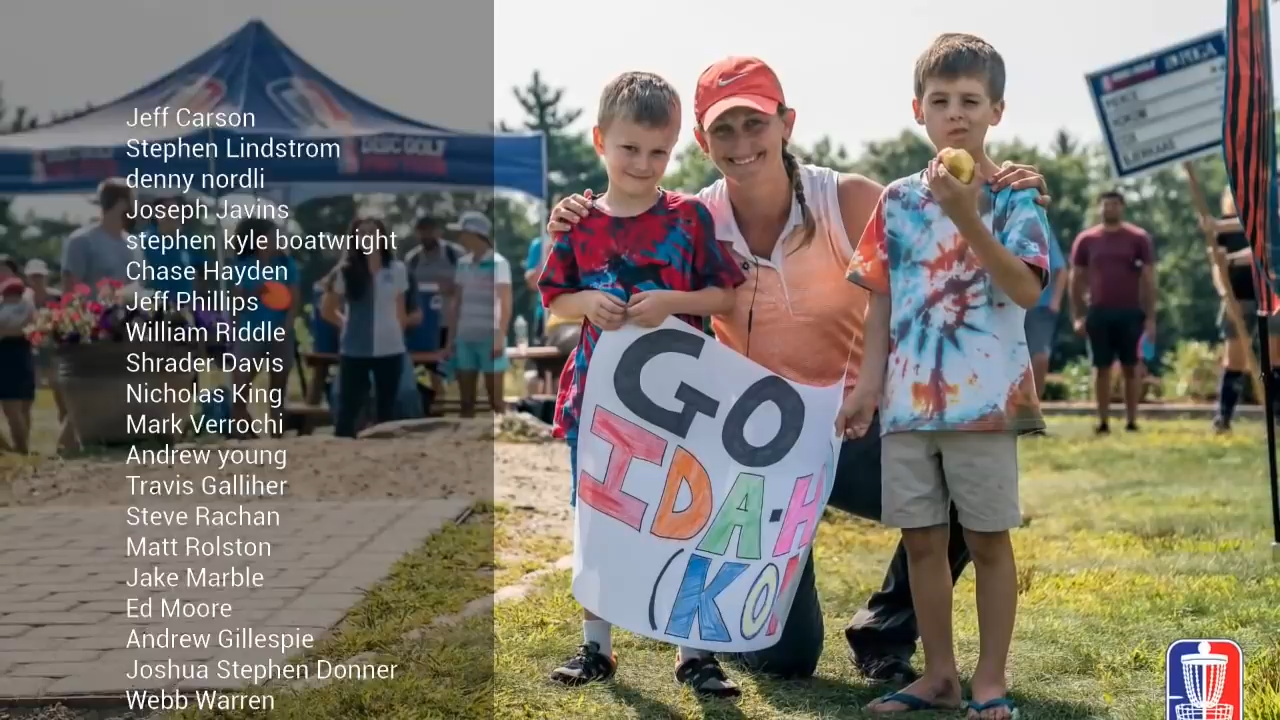 Jeff Carson
Stephen Lindstrom
denny nordli
Joseph Javins
stephen kyle boatwright
Chase Hayden
Jeff Phillips
William Riddle
Shrader Davis
Nicholas King
Mark Verrochi
Andrew young
Travis Galliher
Steve Rachan
Matt Rolston
Jake Marble
Ed Moore
Andrew Gillespie
Joshua Stephen Donner
Webb Warren
GO
IDA-H
(KO!